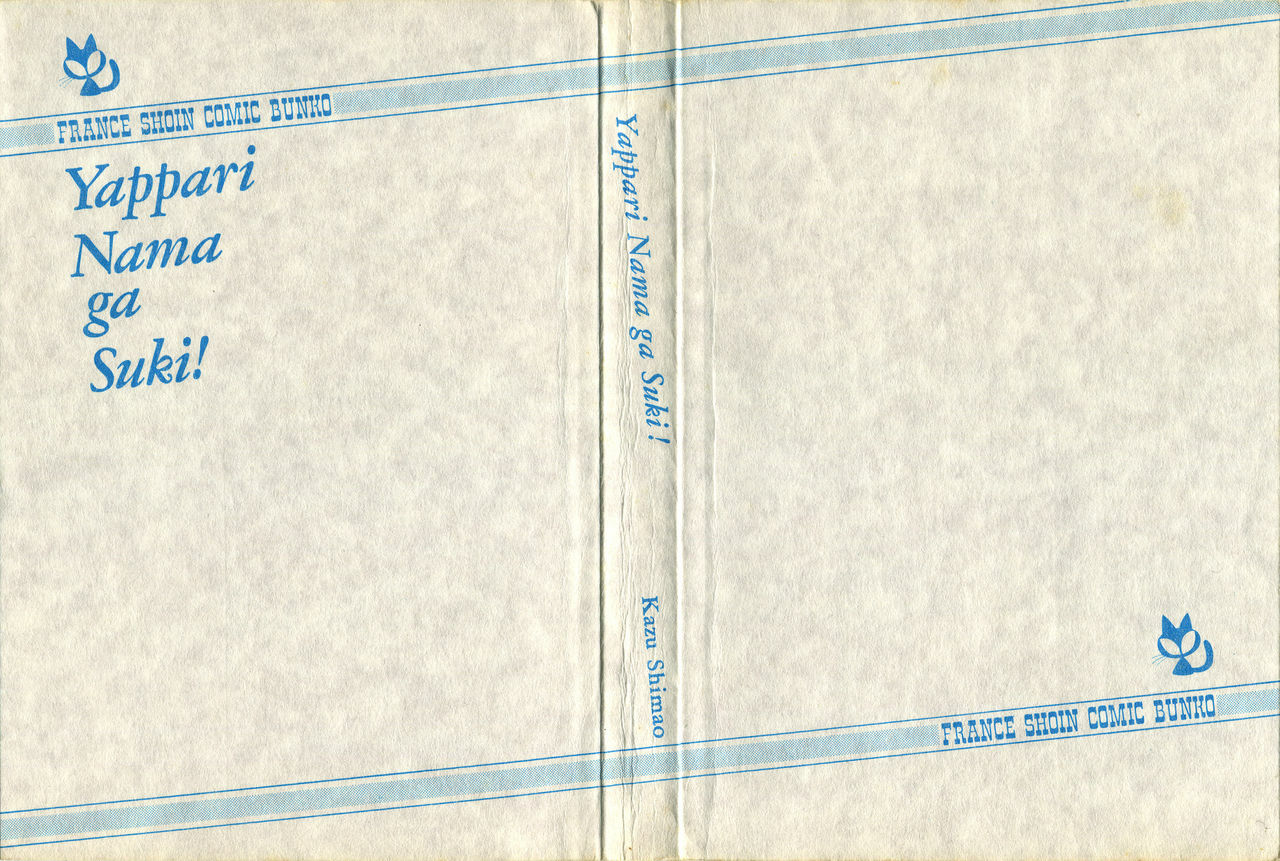 FRANCE SHOIN COMIC BUNKO
Yappari
Nama
ga
Suki!
Yappari Nama ga Suki!
Kazu Shimao
FRANCE SHOIN COMIC BUNKO